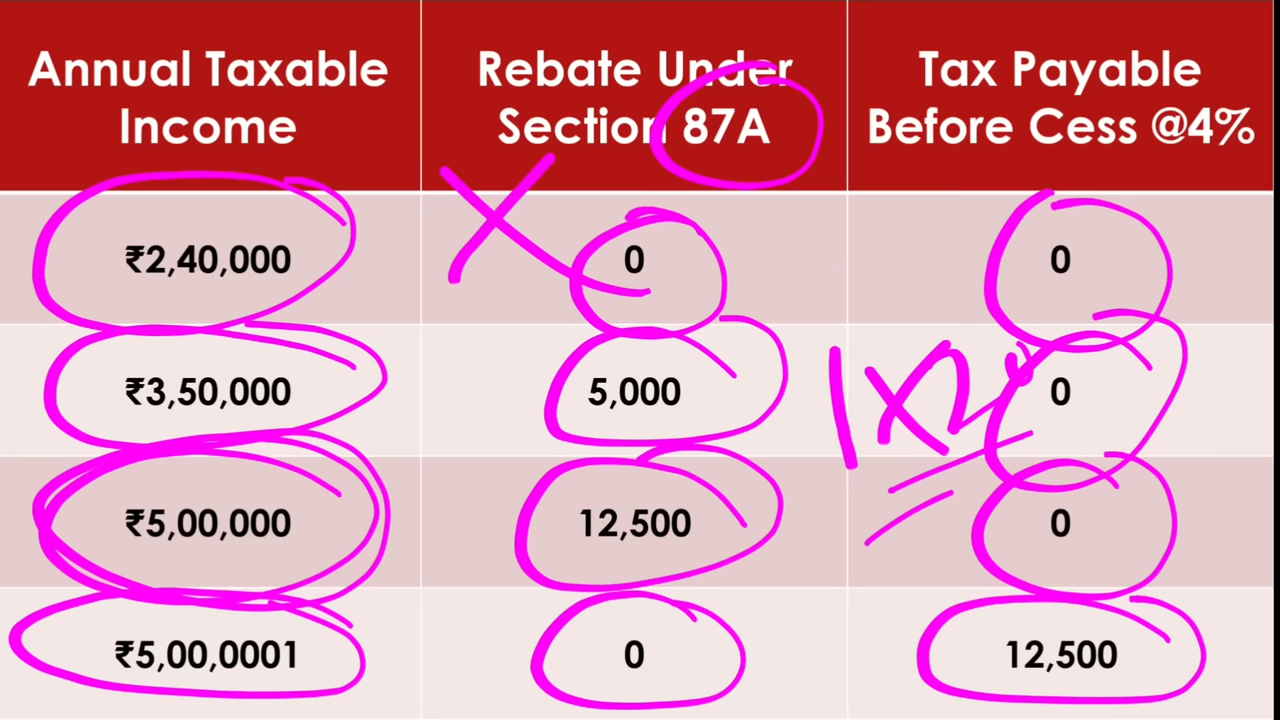 Annual Taxable
Income
Rebate Under
Section 87A
Tax Payable
Before Cess @4%
₹2,40,000 0 0
₹3,50,000 5,000 0
₹5,00,000 12,500 0
₹5,00,0001 0 12,500